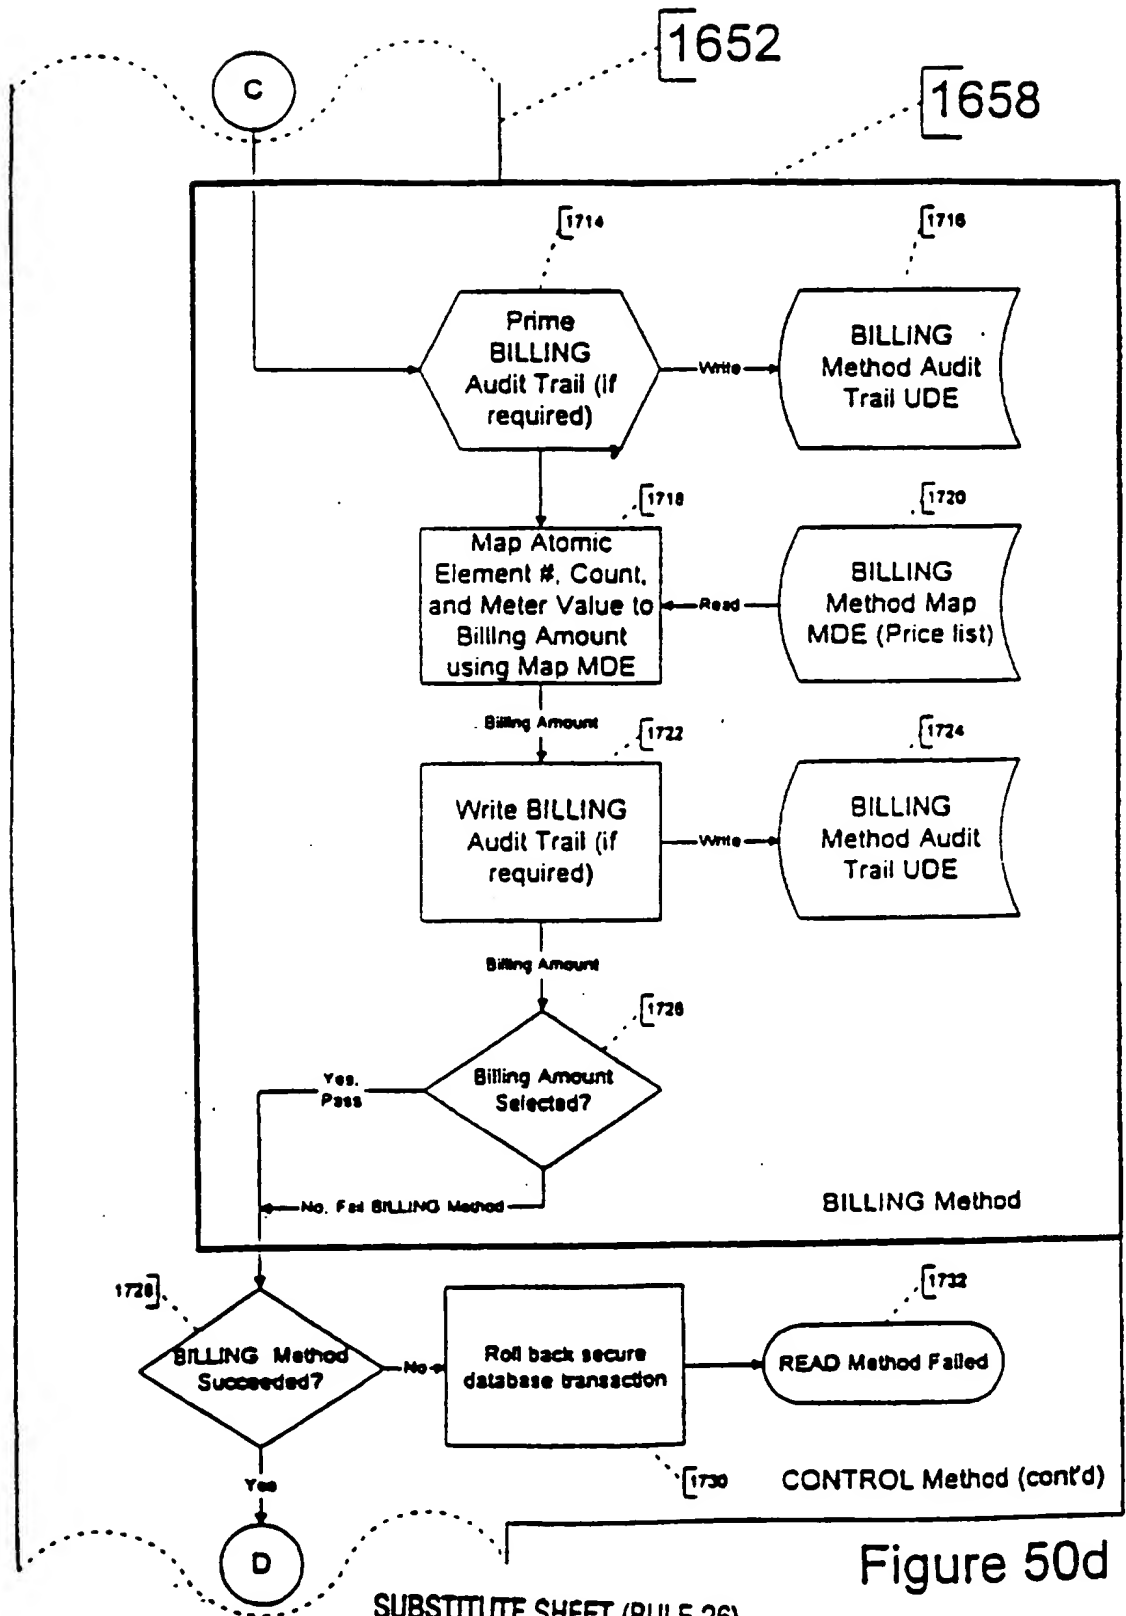 1652
C
1658
1714
1716
Prime
BILLING
Audit Trail (if
required)
Write
BILLING
Method Audit
Trail UDE
1718
1720
Map Atomic
Element #, Count,
and Meter Value to
Billing Amount
using Map MDE
Read
BILLING
Method Map
MDE (Price list)
Billing Amount
1722
1724
Write BILLING
Audit Trail (if
required)
Write
BILLING
Method Audit
Trail UDE
Billing Amount
1726
Billing Amount
Selected?
Yes,
Pass
No, Fail BILLING Method
BILLING Method
1728
1732
BILLING Method
Succeeded?
No
Roll back secure
database transaction
READ Method Failed
1730
CONTROL Method (cont'd)
Yes
D
Figure 50d
SUBSTITUTE SHEET (RULE 26)